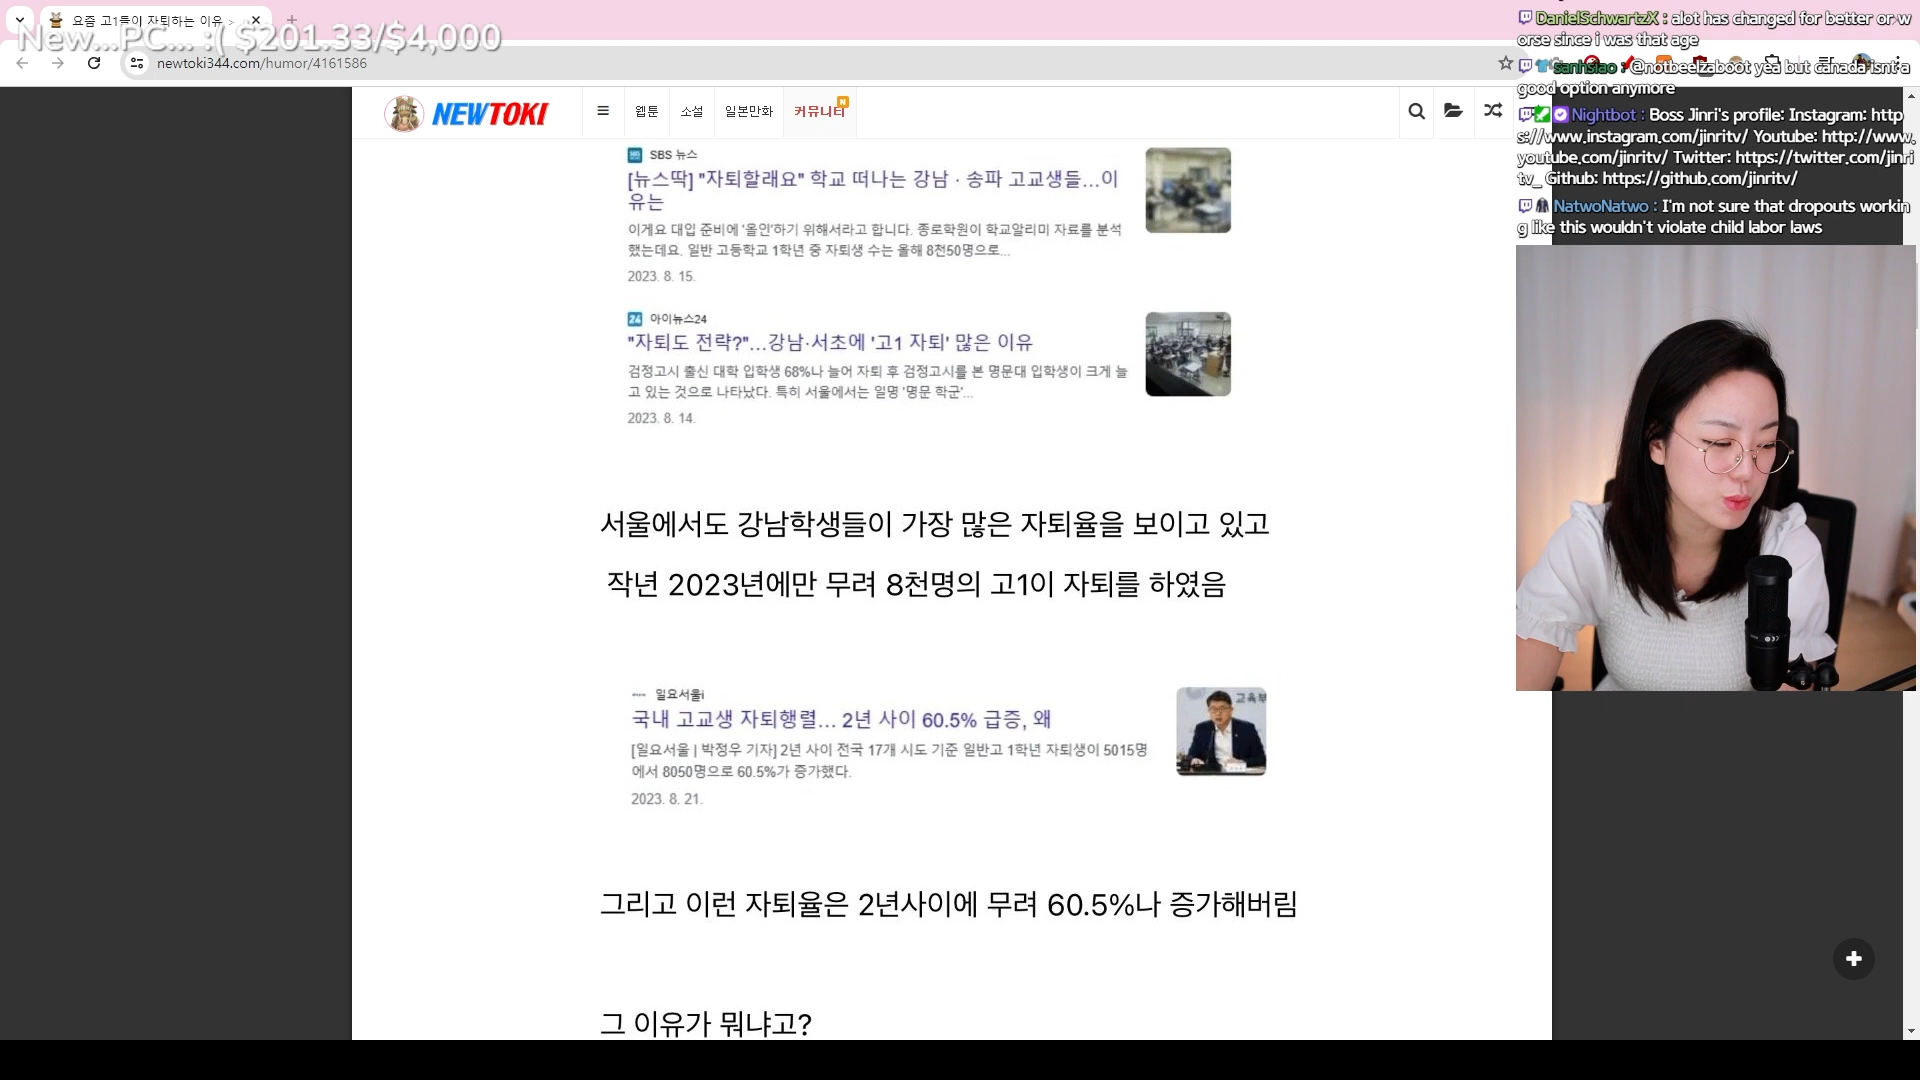 요즘 고1들이 자퇴하는 이유 >
New...PC... :( $201.33/$4,000
newtoki344.com/humor/4161586
NEWTOKI
웹툰
소설
일본만화
커뮤니티
N
SBS 뉴스
[뉴스딱] "자퇴할래요" 학교 떠나는 강남 · 송파 고교생들…이
유는
이게요 대입 준비에 '올인'하기 위해서라고 합니다. 종로학원이 학교알리미 자료를 분석
했는데요. 일반 고등학교 1학년 중 자퇴생 수는 올해 8천50명으로...
2023. 8. 15.
24 아이뉴스24
"자퇴도 전략?"…강남·서초에 '고1 자퇴' 많은 이유
검정고시 출신 대학 입학생 68%나 늘어 자퇴 후 검정고시를 본 명문대 입학생이 크게 늘
고 있는 것으로 나타났다. 특히 서울에서는 일명 '명문 학군'...
2023. 8. 14.
서울에서도 강남학생들이 가장 많은 자퇴율을 보이고 있고
작년 2023년에만 무려 8천명의 고1이 자퇴를 하였음
일요서울i
국내 고교생 자퇴행렬… 2년 사이 60.5% 급증, 왜
[일요서울 | 박정우 기자] 2년 사이 전국 17개 시도 기준 일반고 1학년 자퇴생이 5015명
에서 8050명으로 60.5%가 증가했다.
2023. 8. 21.
교육부
그리고 이런 자퇴율은 2년사이에 무려 60.5%나 증가해버림
그 이유가 뭐냐고?
DanielSchwartzX : alot has changed for better or w
orse since i was that age
sanhsiao : @notbeelzaboot yea but canada isnt a
good option anymore
Nightbot : Boss Jinri's profile: Instagram: http
s://www.instagram.com/jinritv/ Youtube: http://www.
youtube.com/jinritv/ Twitter: https://twitter.com/jinri
tv_ Github: https://github.com/jinritv/
NatwoNatwo : I'm not sure that dropouts workin
g like this wouldn't violate child labor laws